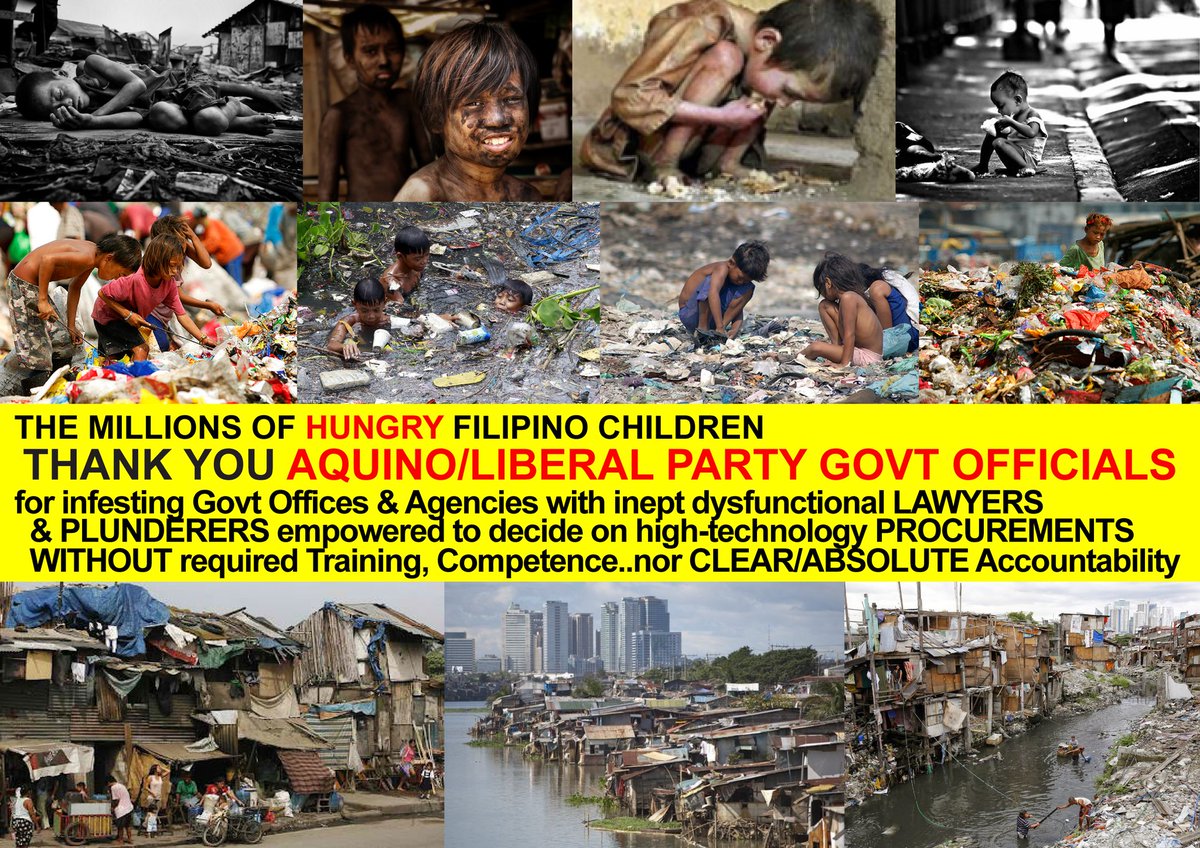 THE MILLIONS OF HUNGRY FILIPINO CHILDREN
THANK YOU AQUINO/LIBERAL PARTY GOVT OFFICIALS
for infesting Govt Offices & Agencies with inept dysfunctional LAWYERS
& PLUNDERERS empowered to decide on high-technology PROCUREMENTS
WITHOUT required Training, Competence..nor CLEAR/ABSOLUTE Accountability